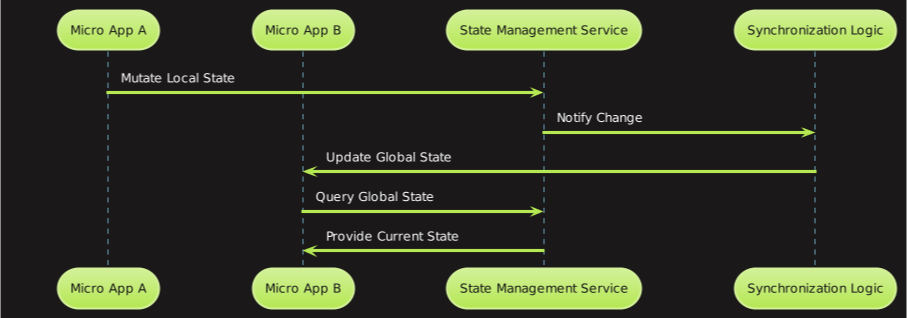 Micro App A
Micro App B
State Management Service
Synchronization Logic
Mutate Local State
Notify Change
Update Global State
Query Global State
Provide Current State
Micro App A
Micro App B
State Management Service
Synchronization Logic